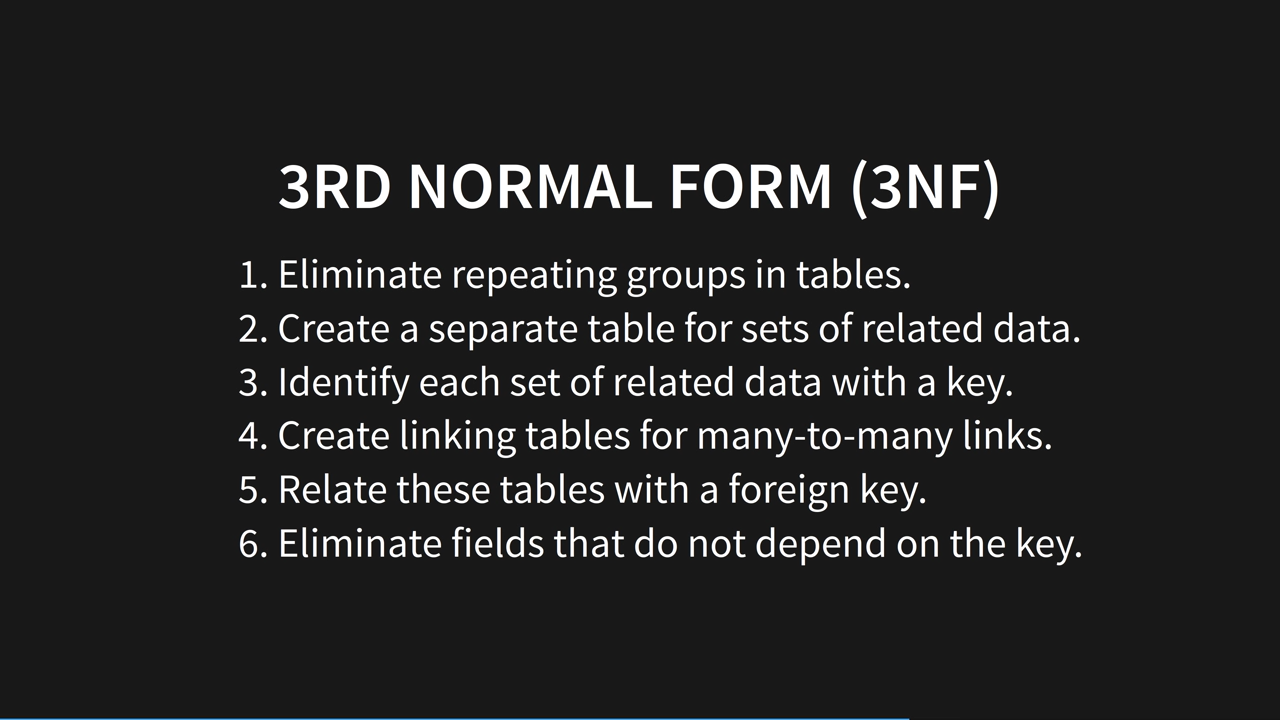 3RD NORMAL FORM (3NF)
1. Eliminate repeating groups in tables.
2. Create a separate table for sets of related data.
3. Identify each set of related data with a key.
4. Create linking tables for many-to-many links.
5. Relate these tables with a foreign key.
6. Eliminate fields that do not depend on the key.